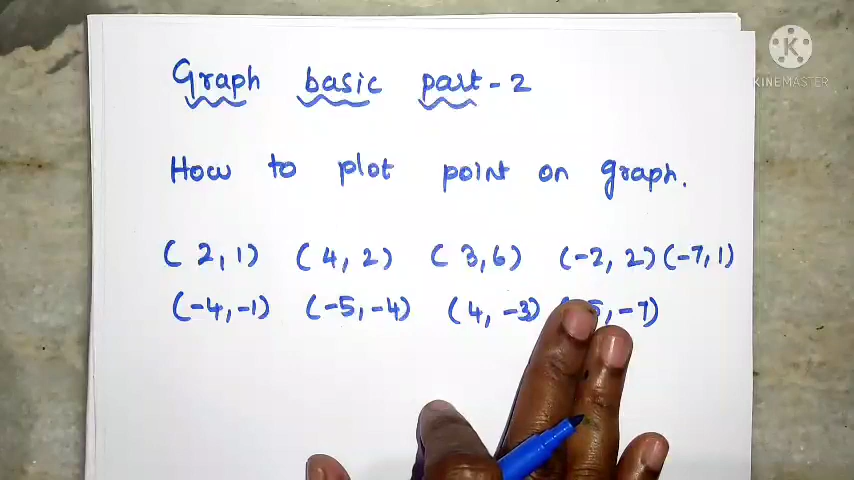 Graph basic part-2
How to plot point on graph.
(2,1) (4,2) (3,6) (-2,2) (-7,1)
(-4,-1) (-5,-4) (4,-3) 5,-7)
K
KINEMASTER